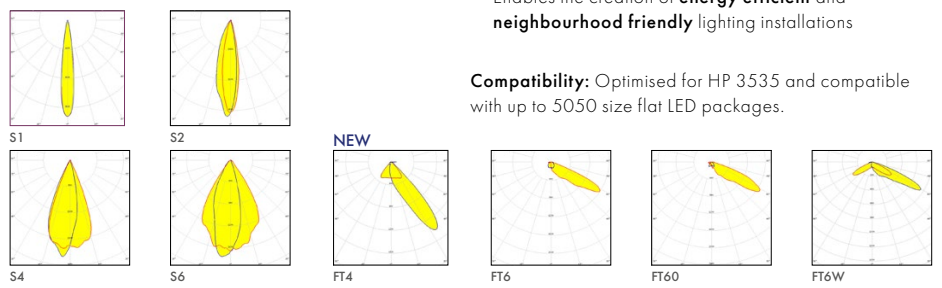 Enables the creation of energy efficient and
neighbourhood friendly lighting installations
Compatibility: Optimised for HP 3535 and compatible
with up to 5050 size flat LED packages.
S1
S2
NEW
S4
S6
FT4
FT6
FT60
FT6W